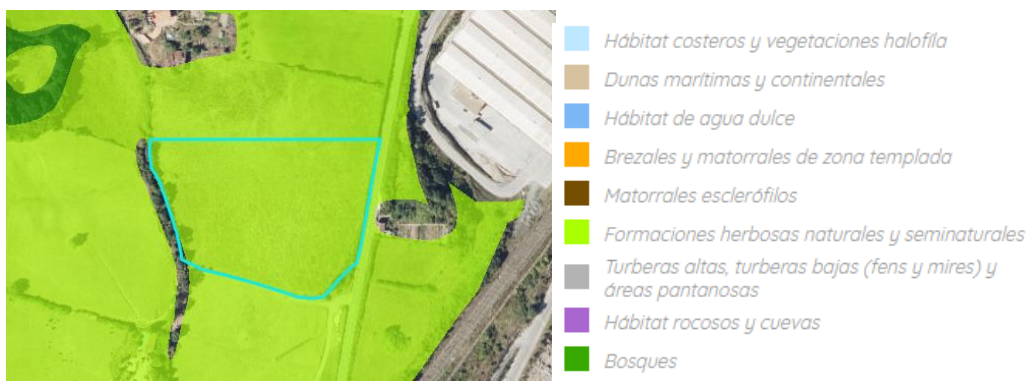 Hábitat costeros y vegetaciones halofíla
Dunas marítimas y continentales
Hábitat de agua dulce
Brezales y matorrales de zona templada
Matorrales esclerófilos
Formaciones herbosas naturales y seminaturales
Turberas altas, turberas bajas (fens y mires) y
áreas pantanosas
Hábitat rocosos y cuevas
Bosques